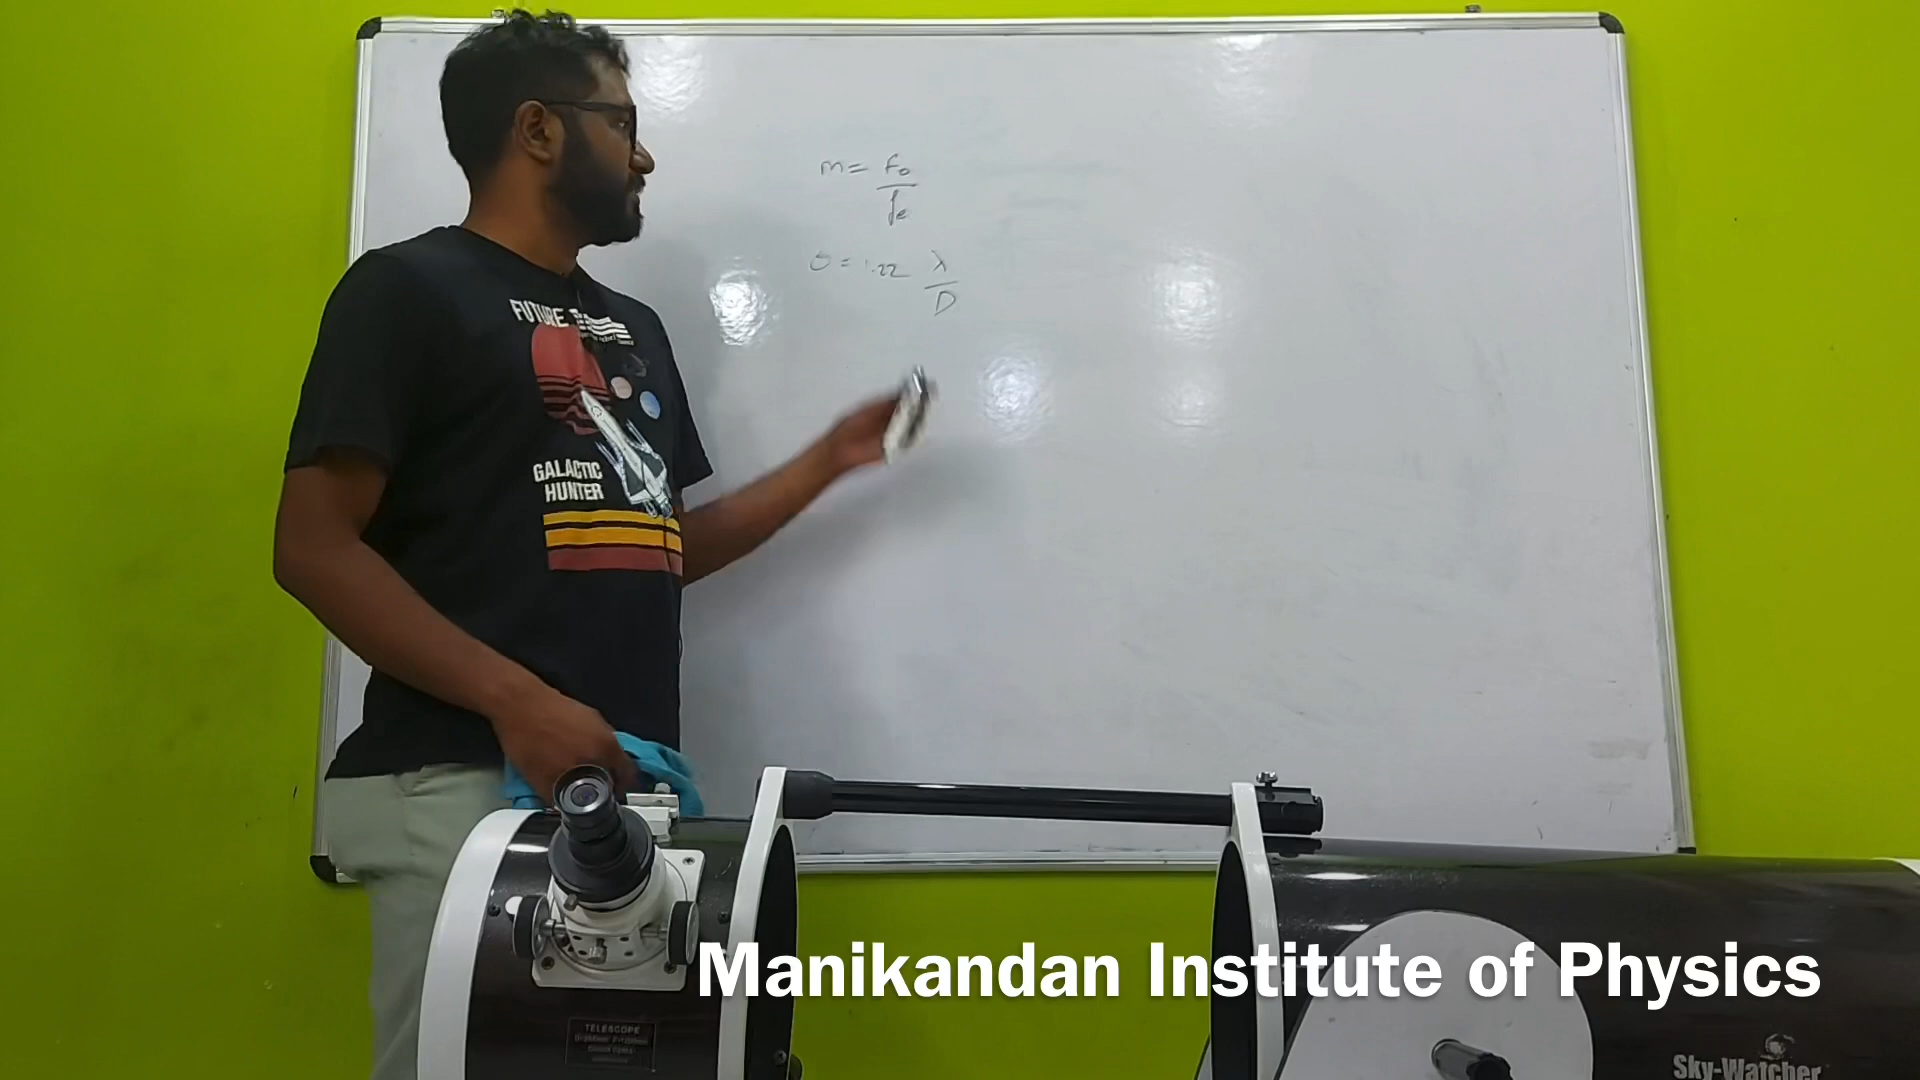 m = fo / fe
θ = 1.22 λ / D
FUTURE
GALACTIC
HUNTER
TELESCOPE
Manikandan Institute of Physics
Sky-Watcher